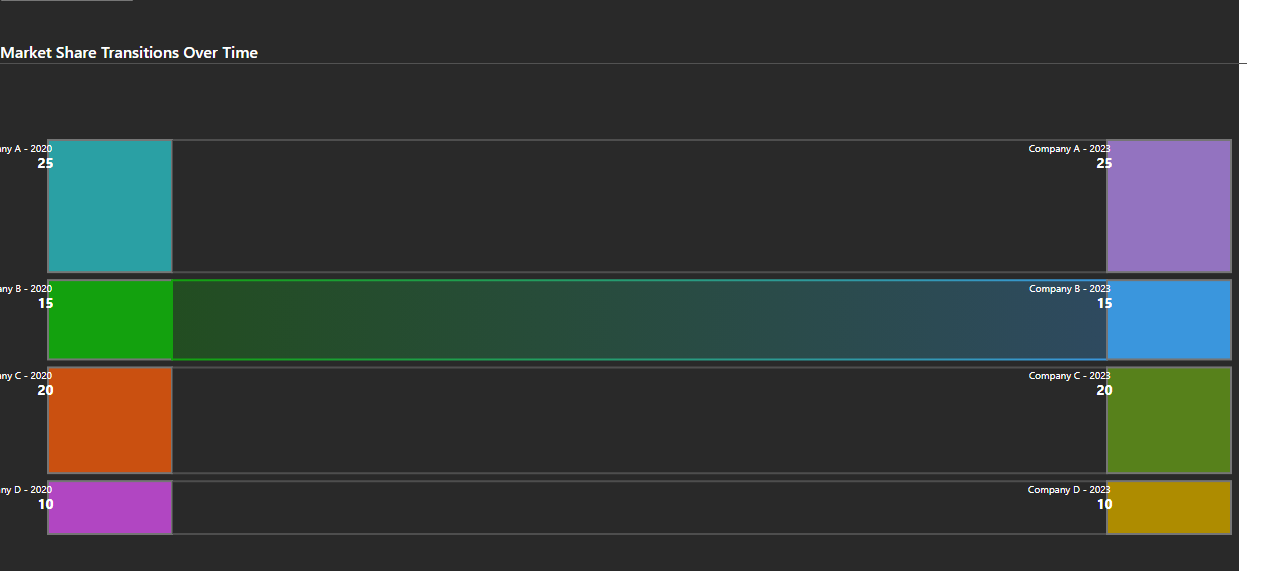 Market Share Transitions Over Time
ny A - 2020
25
Company A - 2023
25
ny B - 2020
15
Company B - 2023
15
ny C - 2020
20
Company C - 2023
20
ny D - 2020
10
Company D - 2023
10